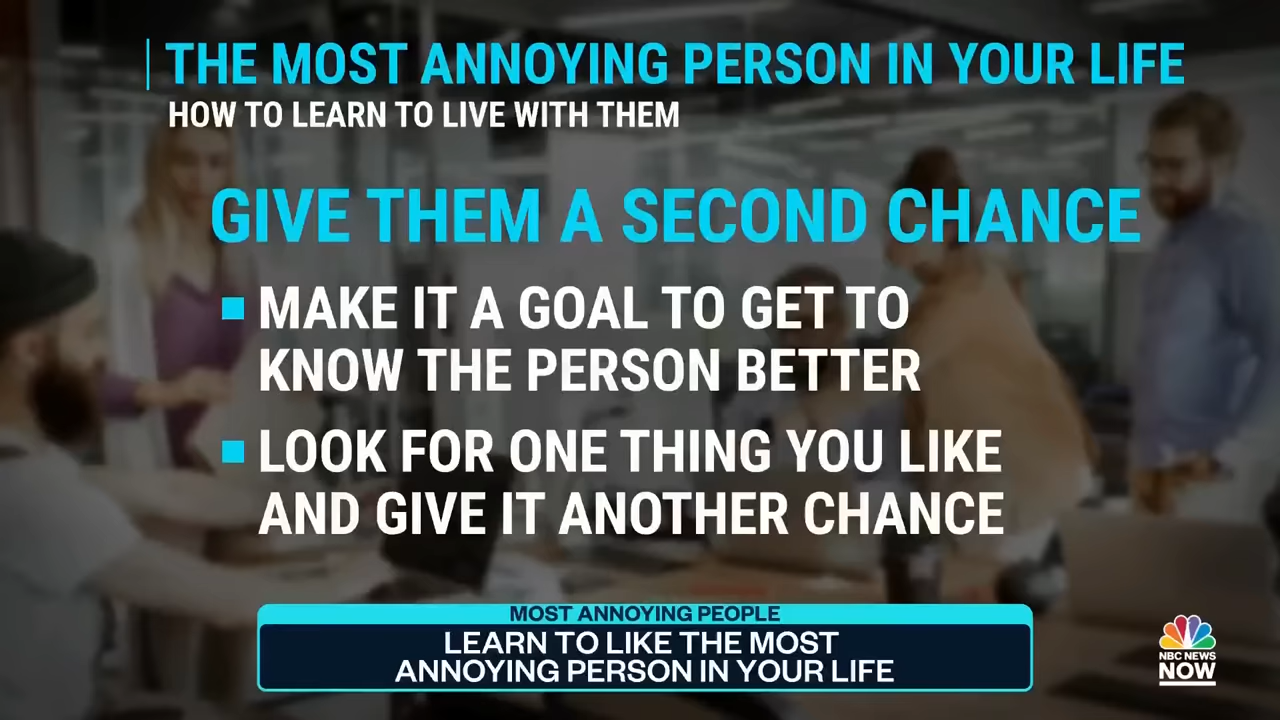 THE MOST ANNOYING PERSON IN YOUR LIFE
HOW TO LEARN TO LIVE WITH THEM
GIVE THEM A SECOND CHANCE
MAKE IT A GOAL TO GET TO
KNOW THE PERSON BETTER
LOOK FOR ONE THING YOU LIKE
AND GIVE IT ANOTHER CHANCE
MOST ANNOYING PEOPLE
LEARN TO LIKE THE MOST
ANNOYING PERSON IN YOUR LIFE
NBC NEWS
NOW